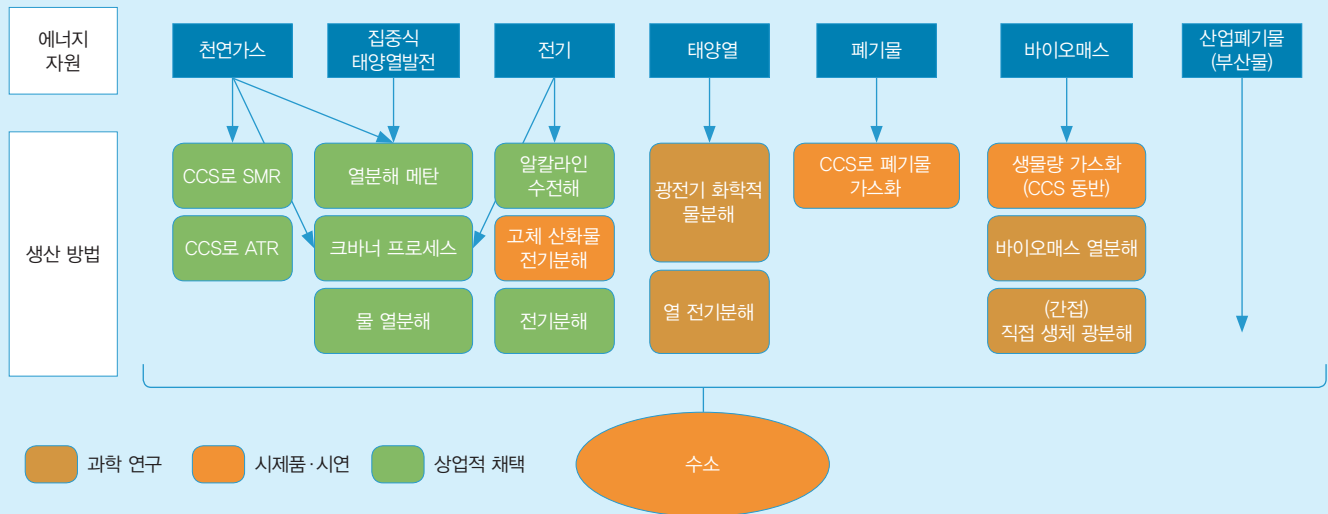 에너지
자원
천연가스
집중식
태양열발전
전기
태양열
폐기물
바이오매스
산업폐기물
(부산물)
생산 방법
CCS로 SMR
열분해 메탄
알칼라인
수전해
광전기 화학적
물분해
CCS로 폐기물
가스화
생물량 가스화
(CCS 동반)
CCS로 ATR
크바너 프로세스
고체 산화물
전기분해
바이오매스 열분해
물 열분해
전기분해
열 전기분해
(간접)
직접 생체 광분해
과학 연구
시제품·시연
상업적 채택
수소